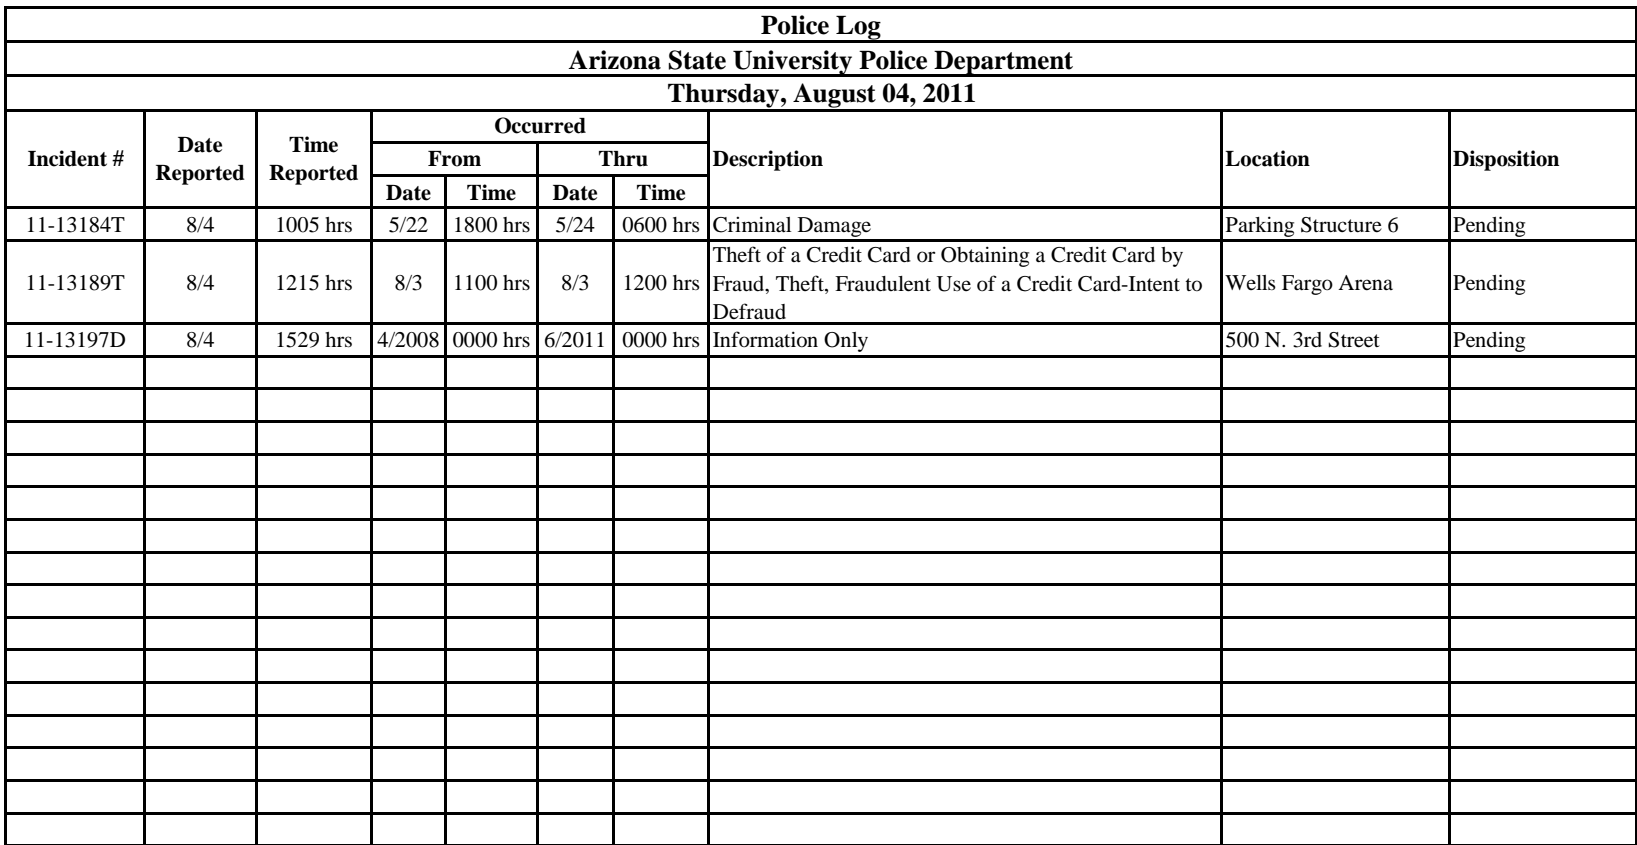 Police Log
Arizona State University Police Department
Thursday, August 04, 2011
Incident # Date Reported Time Reported Occurred Description Location Disposition
From Thru
Date Time Date Time
11-13184T 8/4 1005 hrs 5/22 1800 hrs 5/24 0600 hrs Criminal Damage Parking Structure 6 Pending
11-13189T 8/4 1215 hrs 8/3 1100 hrs 8/3 1200 hrs Theft of a Credit Card or Obtaining a Credit Card by
Fraud, Theft, Fraudulent Use of a Credit Card-Intent to
Defraud Wells Fargo Arena Pending
11-13197D 8/4 1529 hrs 4/2008 0000 hrs 6/2011 0000 hrs Information Only 500 N. 3rd Street Pending